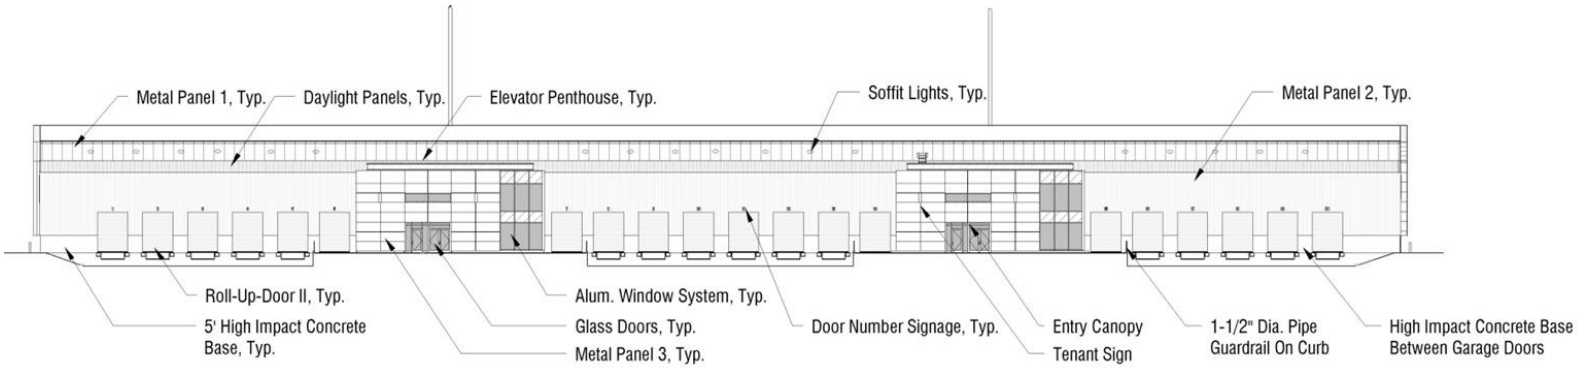 Metal Panel 1, Typ.
Daylight Panels, Typ.
Elevator Penthouse, Typ.
Soffit Lights, Typ.
Metal Panel 2, Typ.
Roll-Up-Door II, Typ.
5' High Impact Concrete
Base, Typ.
Alum. Window System, Typ.
Glass Doors, Typ.
Metal Panel 3, Typ.
Door Number Signage, Typ.
Entry Canopy
Tenant Sign
1-1/2" Dia. Pipe
Guardrail On Curb
High Impact Concrete Base
Between Garage Doors